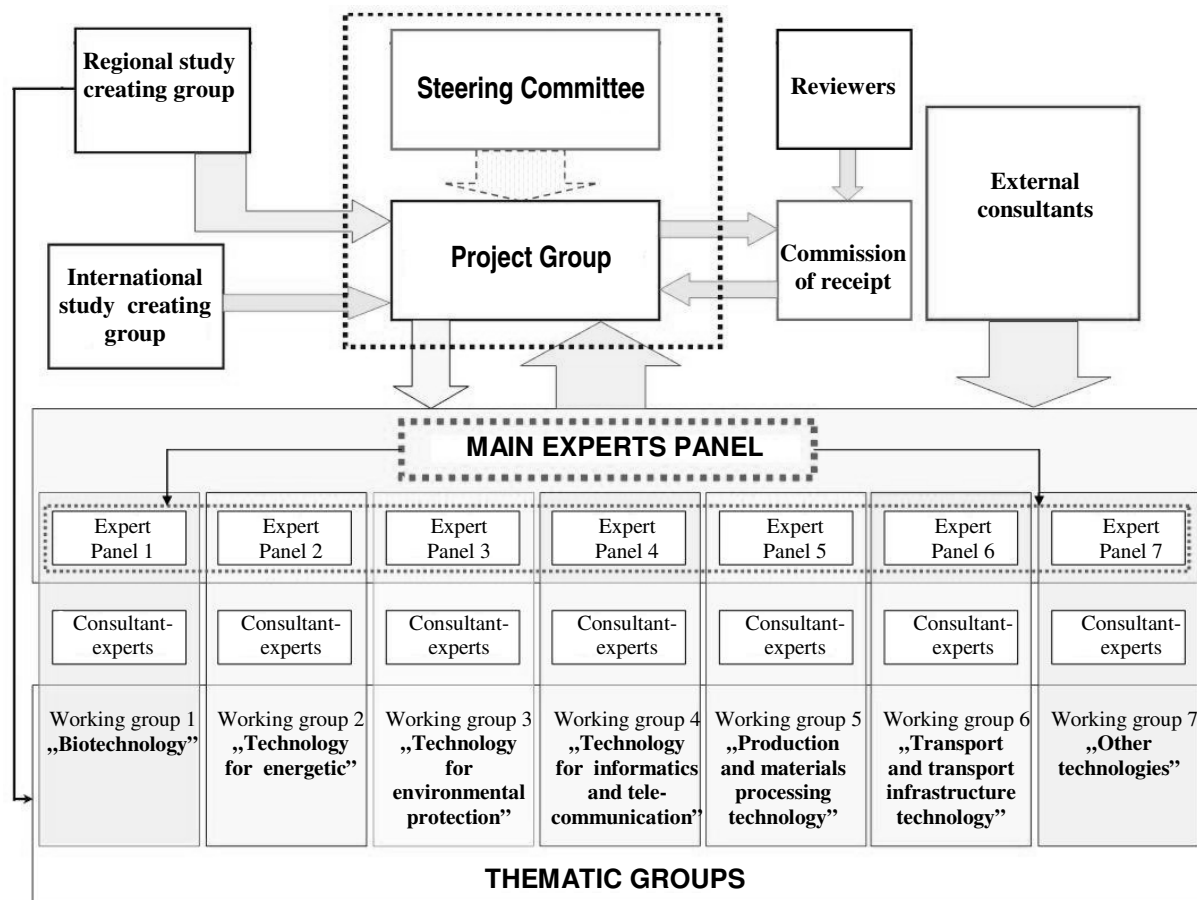 Regional study
creating group
Steering Committee
Reviewers
External
consultants
Project Group
Commission
of receipt
International
study creating
group
MAIN EXPERTS PANEL
Expert
Panel 1
Expert
Panel 2
Expert
Panel 3
Expert
Panel 4
Expert
Panel 5
Expert
Panel 6
Expert
Panel 7
Consultant-
experts
Consultant-
experts
Consultant-
experts
Consultant-
experts
Consultant-
experts
Consultant-
experts
Consultant-
experts
Working group 1
„Biotechnology”
Working group 2
„Technology
for energetic”
Working group 3
„Technology
for
environmental
protection”
Working group 4
„Technology
for informatics
and tele-
communication”
Working group 5
„Production
and materials
processing
technology”
Working group 6
„Transport
and transport
infrastructure
technology”
Working group 7
„Other
technologies”
THEMATIC GROUPS